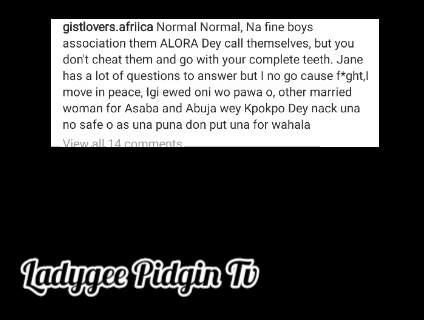 gistlovers.afriica Normal Normal, Na fine boys
association them ALORA Dey call themselves, but you
don't cheat them and go with your complete teeth. Jane
has a lot of questions to answer but I no go cause f*ght,I
move in peace, Igi ewed oni wo pawa o, other married
woman for Asaba and Abuja wey Kpokpo Dey nack una
no safe o as una puna don put una for wahala
View all 14 comments
Ladygee Pidgin Tv